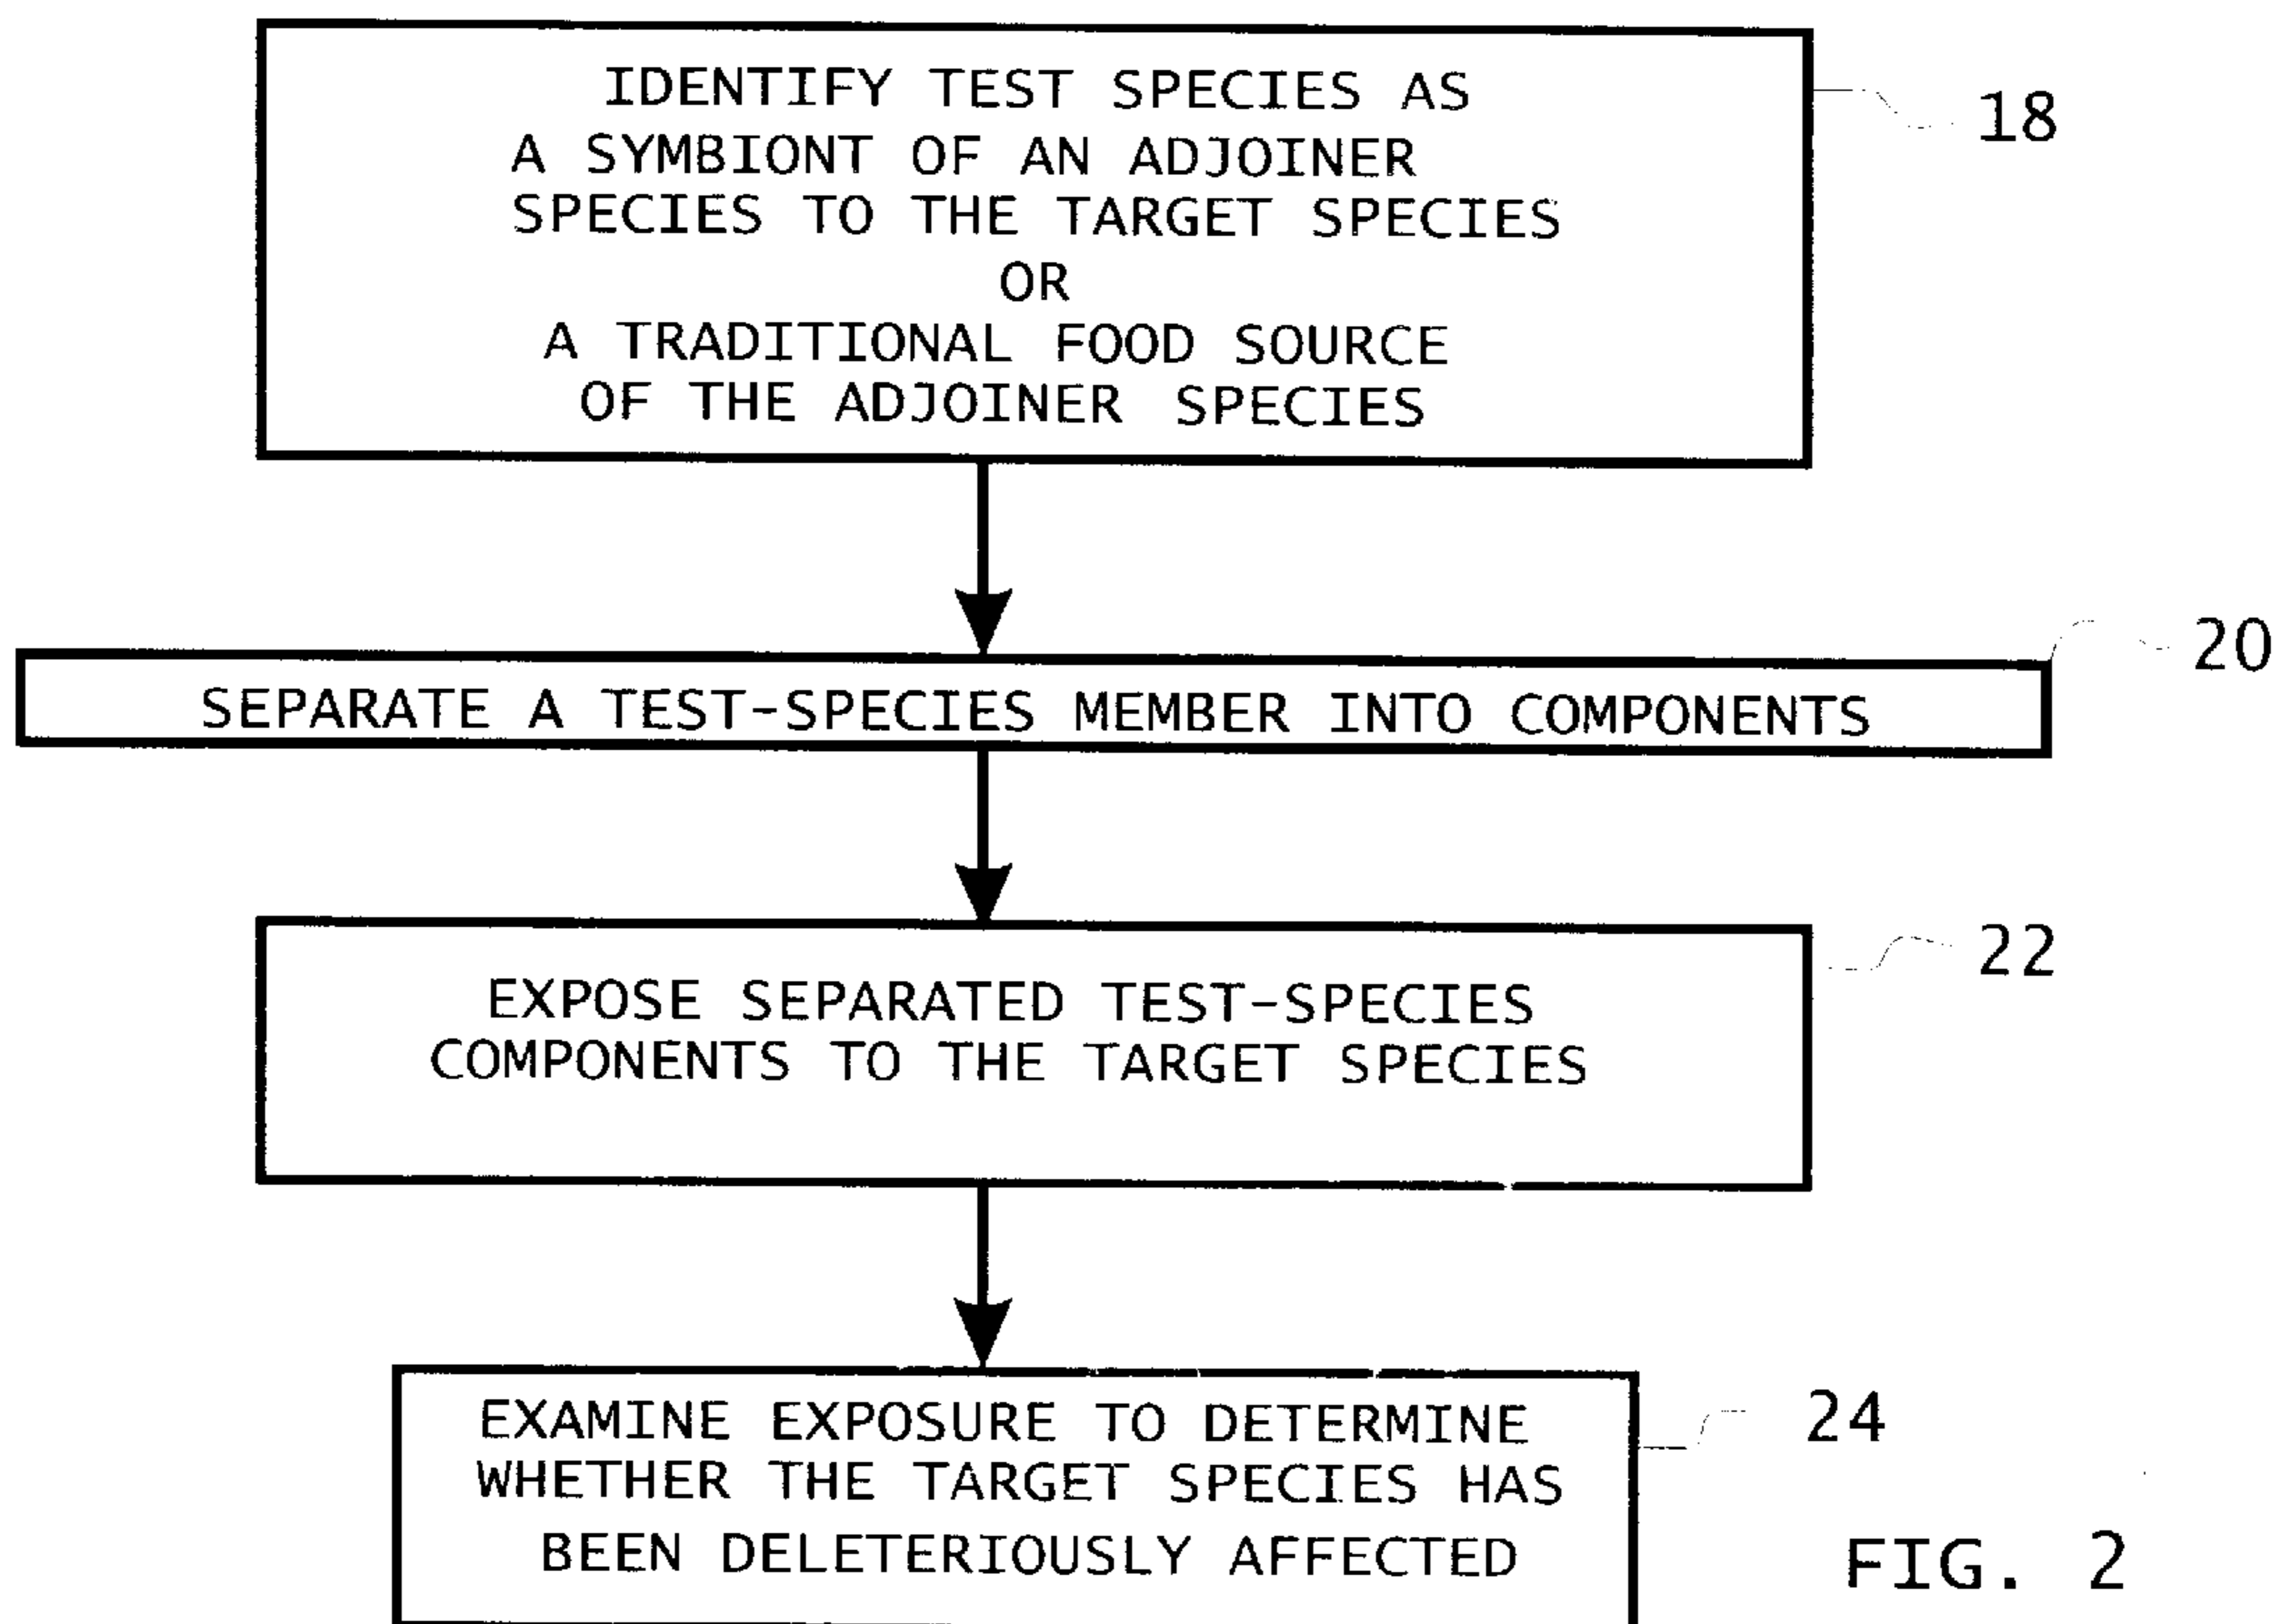 IDENTIFY TEST SPECIES AS
A SYMBIONT OF AN ADJOINER
SPECIES TO THE TARGET SPECIES
OR
A TRADITIONAL FOOD SOURCE
OF THE ADJOINER SPECIES
18
20
SEPARATE A TEST-SPECIES MEMBER INTO COMPONENTS
22
EXPOSE SEPARATED TEST-SPECIES
COMPONENTS TO THE TARGET SPECIES
24
EXAMINE EXPOSURE TO DETERMINE
WHETHER THE TARGET SPECIES HAS
BEEN DELETERIOUSLY AFFECTED
FIG. 2